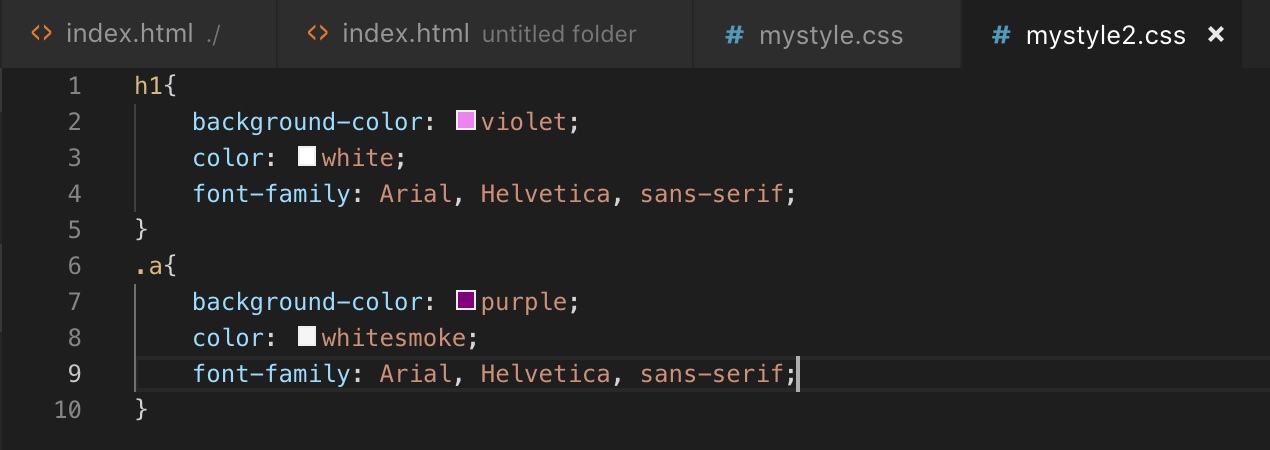 index.html ./ index.html untitled folder # mystyle.css # mystyle2.css ×
1 h1{
2 background-color: violet;
3 color: white;
4 font-family: Arial, Helvetica, sans-serif;
5 }
6 .a{
7 background-color: purple;
8 color: whitesmoke;
9 font-family: Arial, Helvetica, sans-serif;
10 }